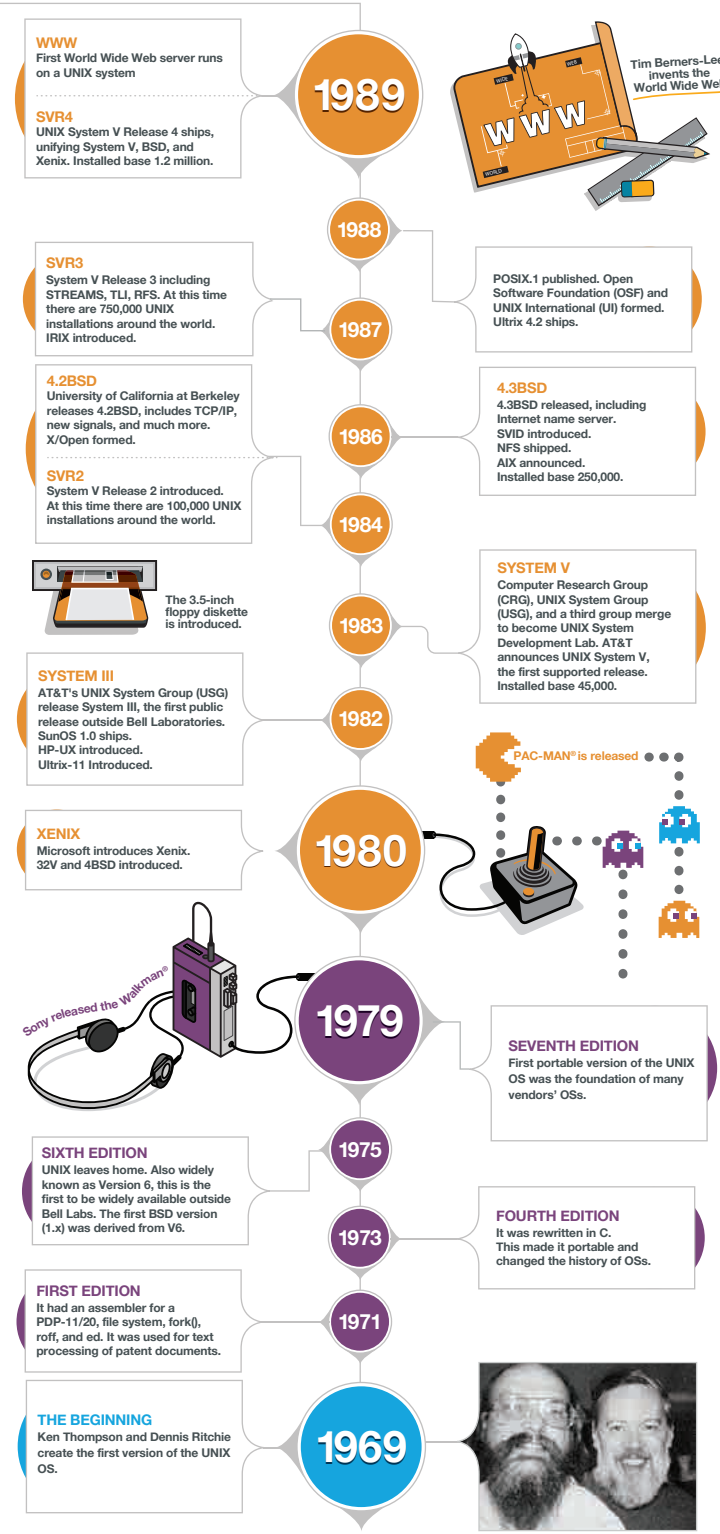 WWW
First World Wide Web server runs
on a UNIX system
SVR4
UNIX System V Release 4 ships,
unifying System V, BSD, and
Xenix. Installed base 1.2 million.
1989
WIDE
WEB
WWW
WORLD
Tim Berners-Lee
invents the
World Wide We
1988
POSIX.1 published. Open
Software Foundation (OSF) and
UNIX International (UI) formed.
Ultrix 4.2 ships.
SVR3
System V Release 3 including
STREAMS, TLI, RFS. At this time
there are 750,000 UNIX
installations around the world.
IRIX introduced.
1987
4.2BSD
University of California at Berkeley
releases 4.2BSD, includes TCP/IP,
new signals, and much more.
X/Open formed.
SVR2
System V Release 2 introduced.
At this time there are 100,000 UNIX
installations around the world.
1986
4.3BSD
4.3BSD released, including
Internet name server.
SVID introduced.
NFS shipped.
AIX announced.
Installed base 250,000.
1984
The 3.5-inch
floppy diskette
is introduced.
1983
SYSTEM V
Computer Research Group
(CRG), UNIX System Group
(USG), and a third group merge
to become UNIX System
Development Lab. AT&T
announces UNIX System V,
the first supported release.
Installed base 45,000.
SYSTEM III
AT&T's UNIX System Group (USG)
release System III, the first public
release outside Bell Laboratories.
SunOS 1.0 ships.
HP-UX introduced.
Ultrix-11 Introduced.
1982
PAC-MAN® is released
XENIX
Microsoft introduces Xenix.
32V and 4BSD introduced.
1980
Sony released the Walkman®
1979
SEVENTH EDITION
First portable version of the UNIX
OS was the foundation of many
vendors' OSs.
SIXTH EDITION
UNIX leaves home. Also widely
known as Version 6, this is the
first to be widely available outside
Bell Labs. The first BSD version
(1.x) was derived from V6.
1975
1973
FOURTH EDITION
It was rewritten in C.
This made it portable and
changed the history of OSs.
FIRST EDITION
It had an assembler for a
PDP-11/20, file system, fork(),
roff, and ed. It was used for text
processing of patent documents.
1971
THE BEGINNING
Ken Thompson and Dennis Ritchie
create the first version of the UNIX
OS.
1969